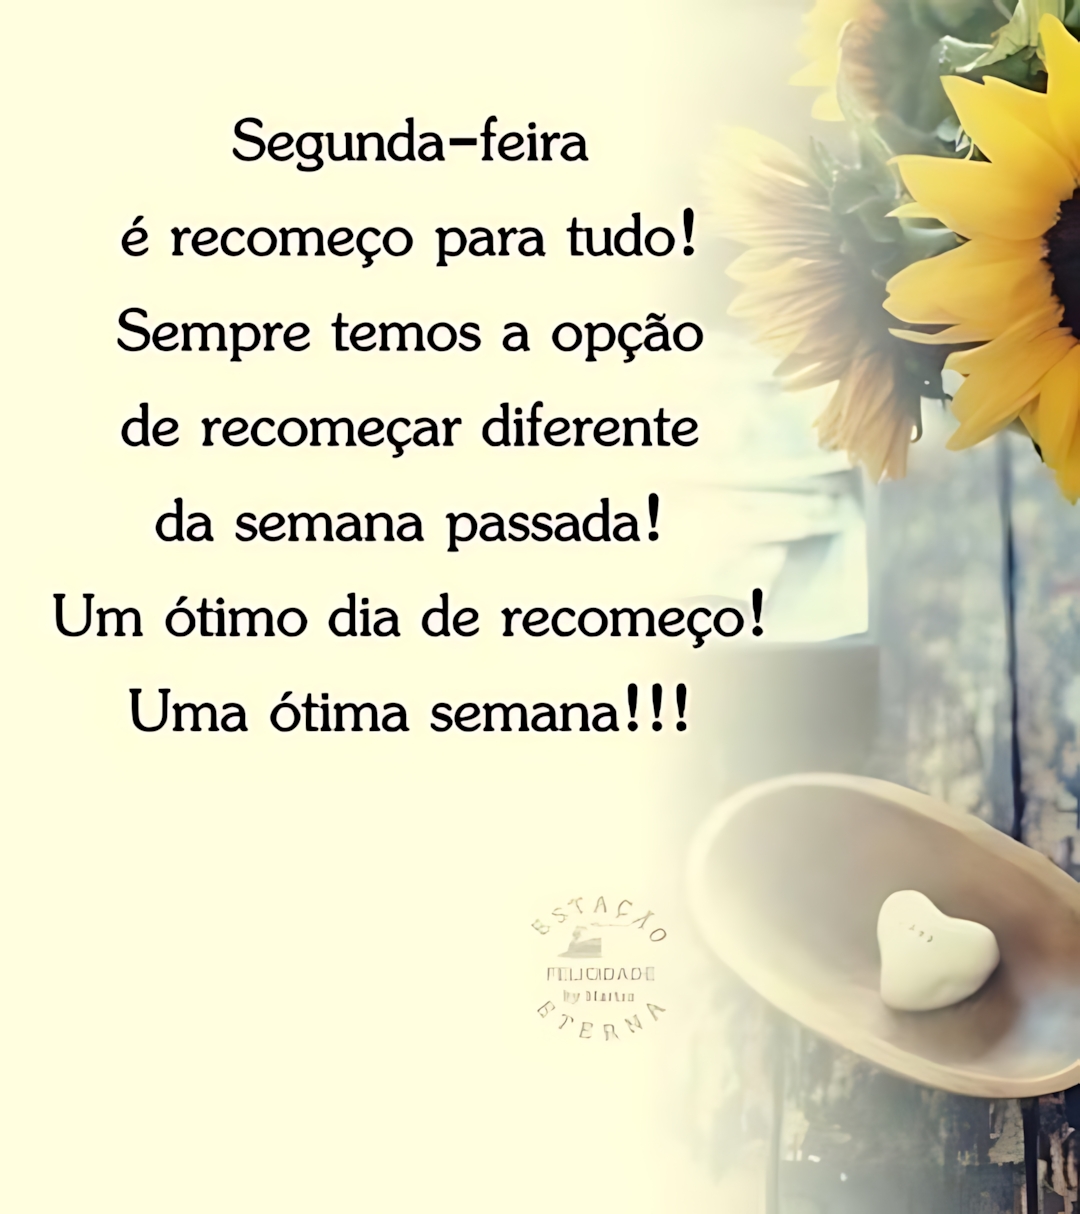 Segunda-feira
é recomeço para tudo!
Sempre temos a opção
de recomeçar diferente
da semana passada!
Um ótimo dia de recomeço!
Uma ótima semana!!!
ESTAÇÃO
FELICIDADE
by
ETERNA